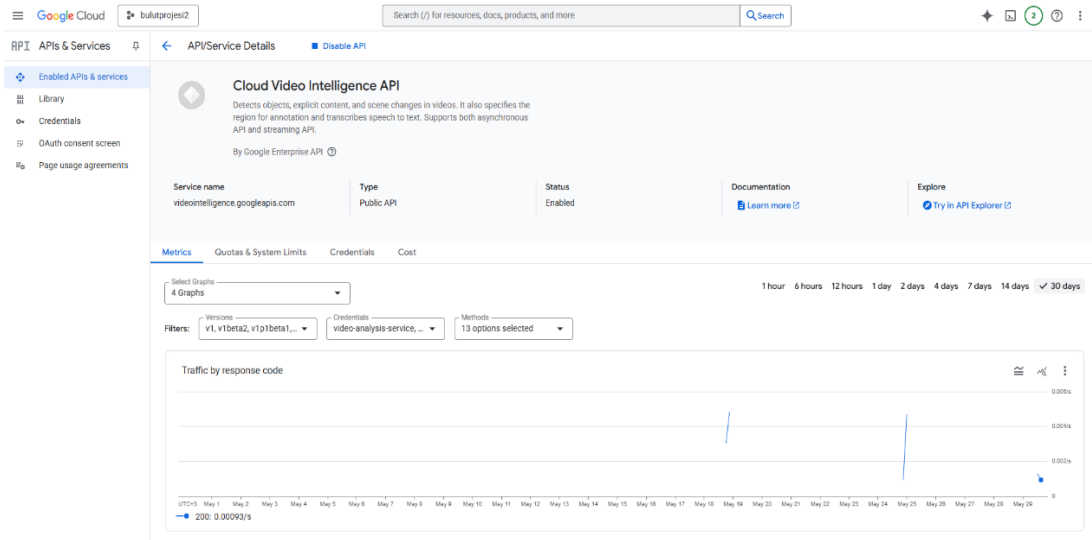 Google Cloud
bulutprojesi2
Search (/) for resources, docs, products, and more
Search
2
API APIs & Services
API/Service Details
Disable API
Enabled APIs & services
Library
Credentials
OAuth consent screen
Page usage agreements
Cloud Video Intelligence API
Detects objects, explicit content, and scene changes in videos. It also specifies the
region for annotation and transcribes speech to text. Supports both asynchronous
API and streaming API.
By Google Enterprise API
Service name
videointelligence.googleapis.com
Type
Public API
Status
Enabled
Documentation
Learn more
Explore
Try in API Explorer
Metrics
Quotas & System Limits
Credentials
Cost
Select Graphs
4 Graphs
1 hour 6 hours 12 hours 1 day 2 days 4 days 7 days 14 days 30 days
Filters:
Versions
v1, v1beta2, v1p1beta1,...
Credentials
video-analysis-service, ...
Methods
13 options selected
Traffic by response code
0.006/s
0.004/s
0.002/s
0
UTC+3 May 1 May 2 May 3 May 4 May 5 May 6 May 7 May 8 May 9 May 10 May 11 May 12 May 13 May 14 May 15 May 16 May 17 May 18 May 19 May 20 May 21 May 22 May 23 May 24 May 25 May 26 May 27 May 28 May 29
200: 0.00093/s